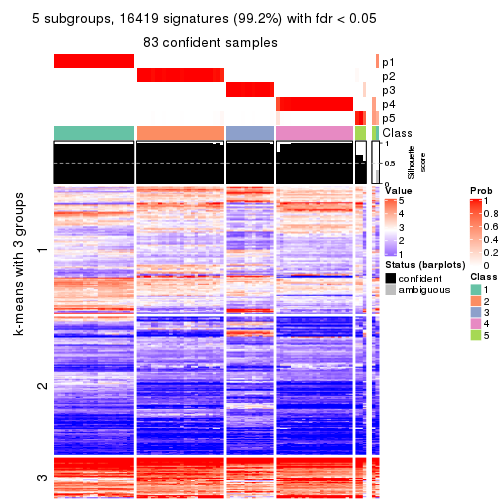 5 subgroups, 16419 signatures (99.2%) with fdr < 0.05
83 confident samples
p1
p2
p3
p4
p5
Class
1
0.5
0
Silhouette
score
k-means with 3 groups
1
2
3
Value
5
4
3
2
1
Status (barplots)
confident
ambiguous
Prob
1
0.8
0.6
0.4
0.2
0
Class
1
2
3
4
5